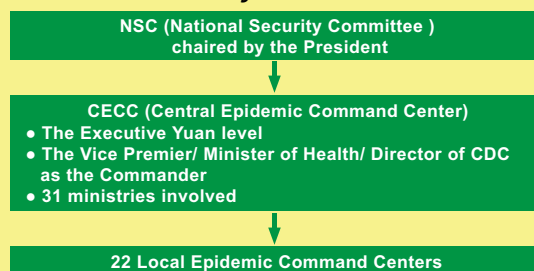 NSC (National Security Committee )
chaired by the President
CECC (Central Epidemic Command Center)
● The Executive Yuan level
● The Vice Premier/ Minister of Health/ Director of CDC
as the Commander
● 31 ministries involved
22 Local Epidemic Command Centers